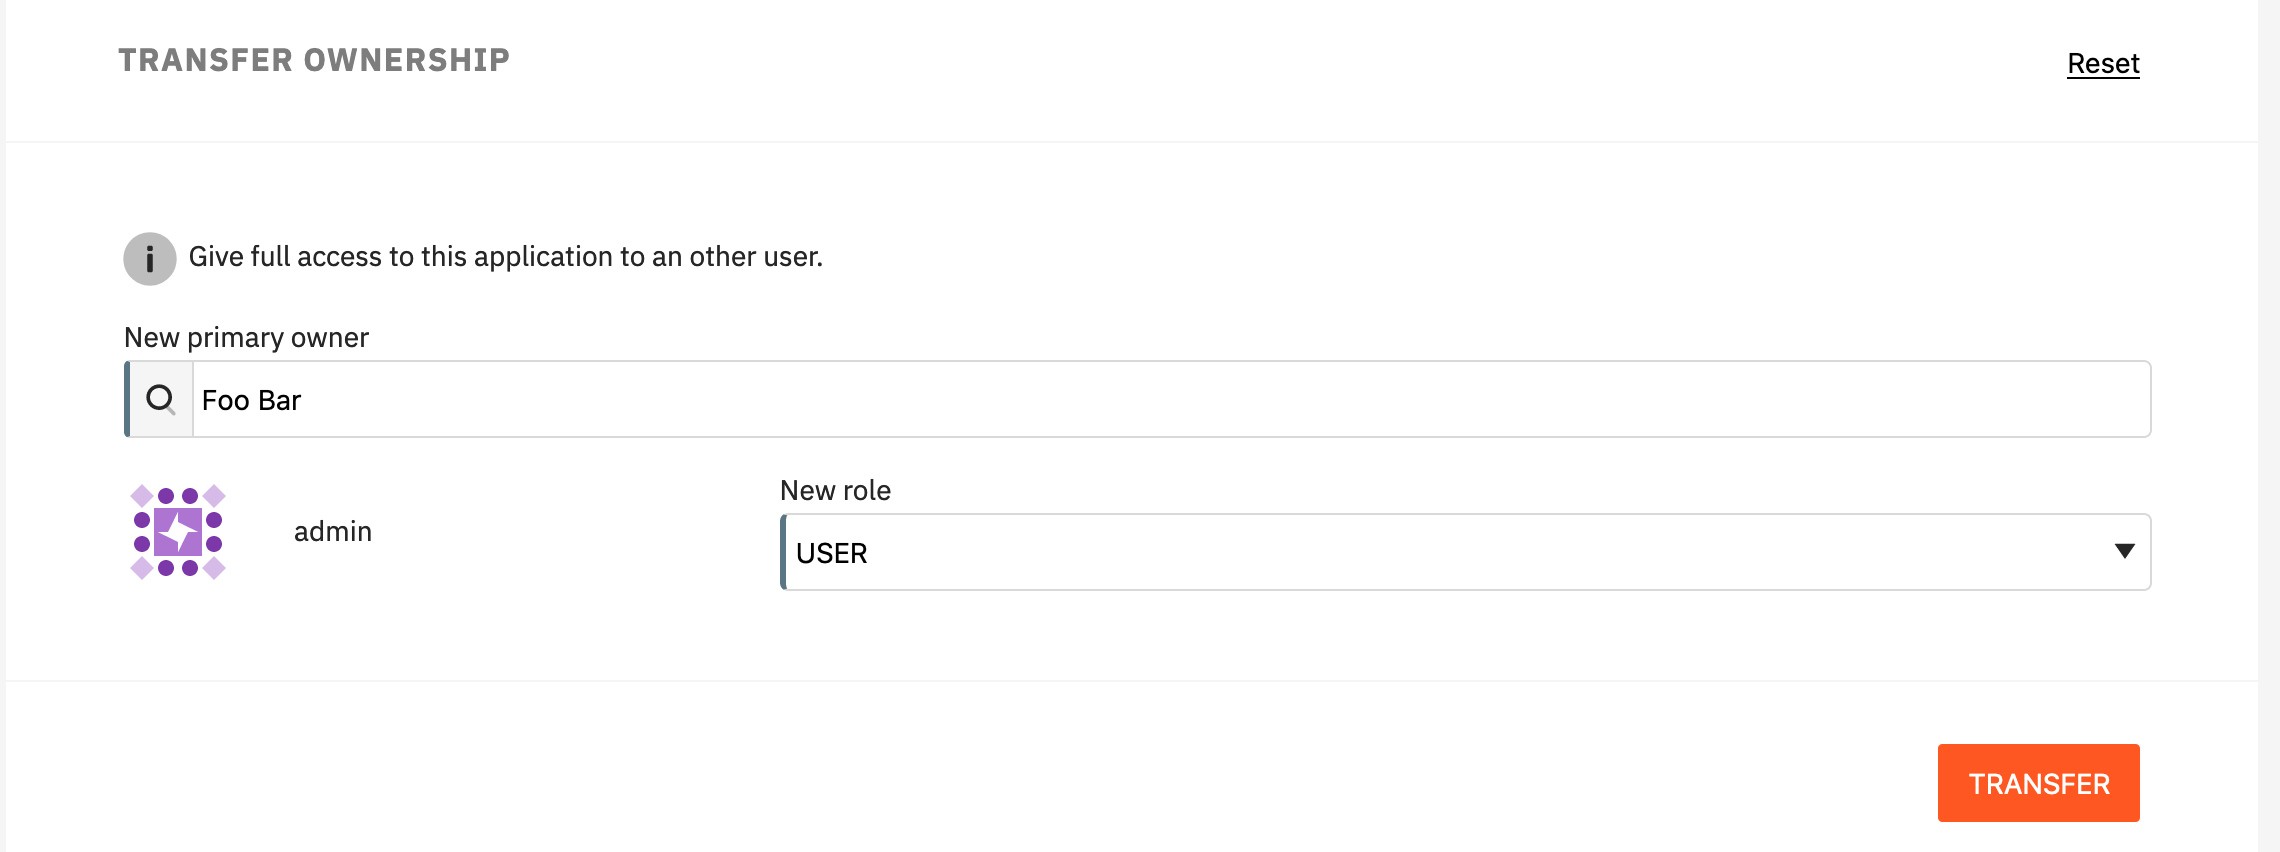 TRANSFER OWNERSHIP
Reset
Give full access to this application to an other user.
New primary owner
Foo Bar
New role
admin
USER
TRANSFER